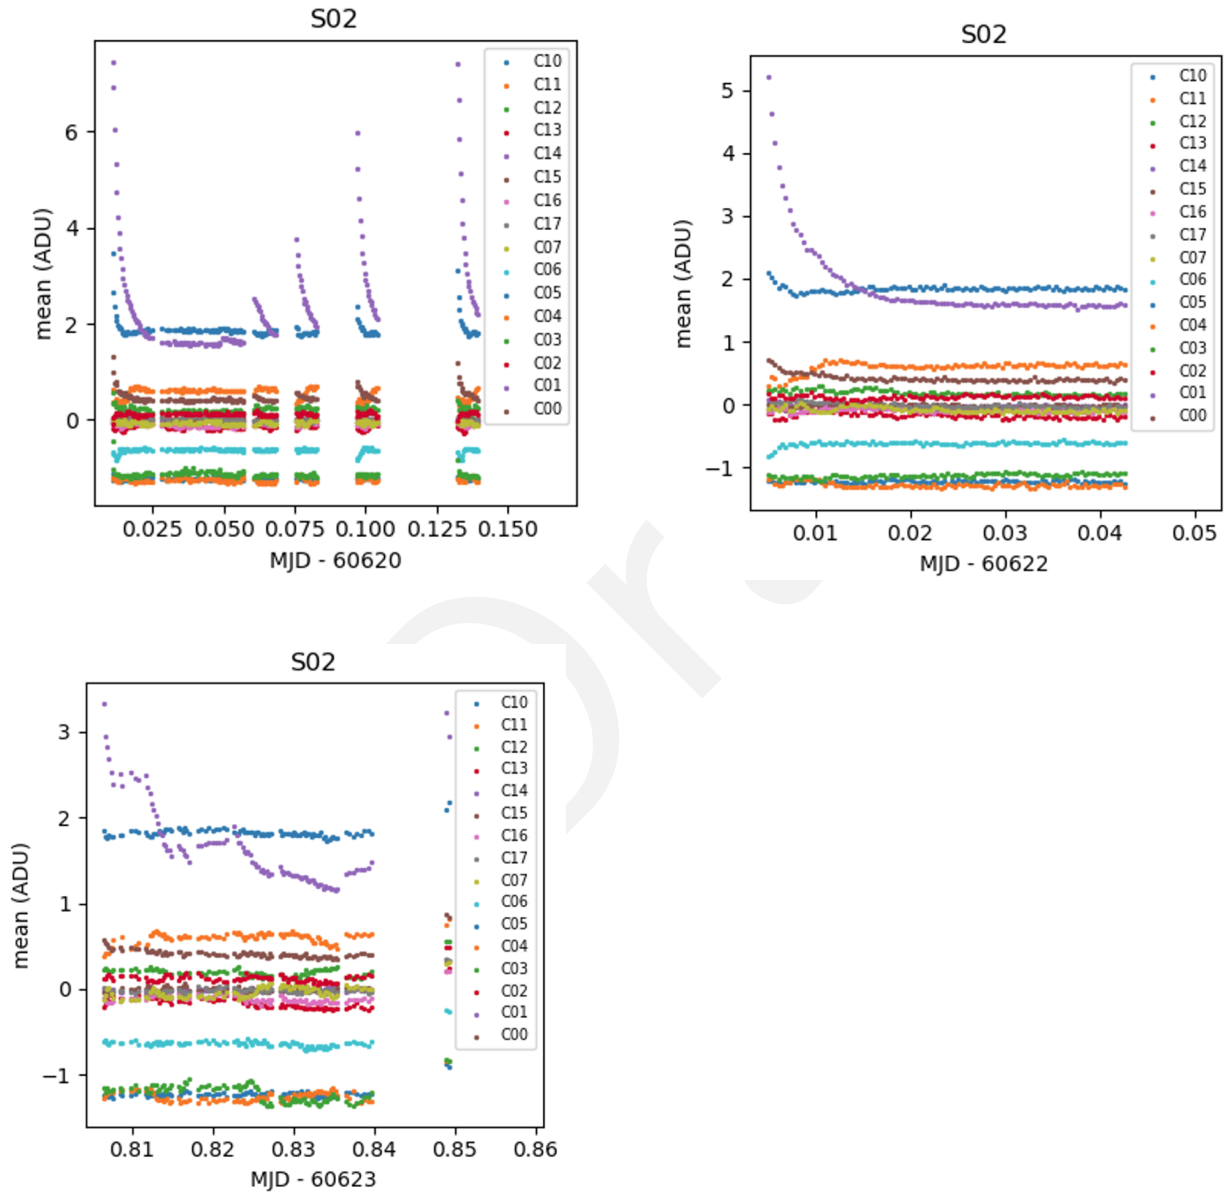 S02
mean (ADU)
6
4
2
0
C10
C11
C12
C13
C14
C15
C16
C17
C07
C06
C05
C04
C03
C02
C01
C00
0.025 0.050 0.075 0.100 0.125 0.150
MJD - 60620
S02
mean (ADU)
5
4
3
2
1
0
−1
C10
C11
C12
C13
C14
C15
C16
C17
C07
C06
C05
C04
C03
C02
C01
C00
0.01 0.02 0.03 0.04 0.05
MJD - 60622
S02
mean (ADU)
3
2
1
0
−1
C10
C11
C12
C13
C14
C15
C16
C17
C07
C06
C05
C04
C03
C02
C01
C00
0.81 0.82 0.83 0.84 0.85 0.86
MJD - 60623